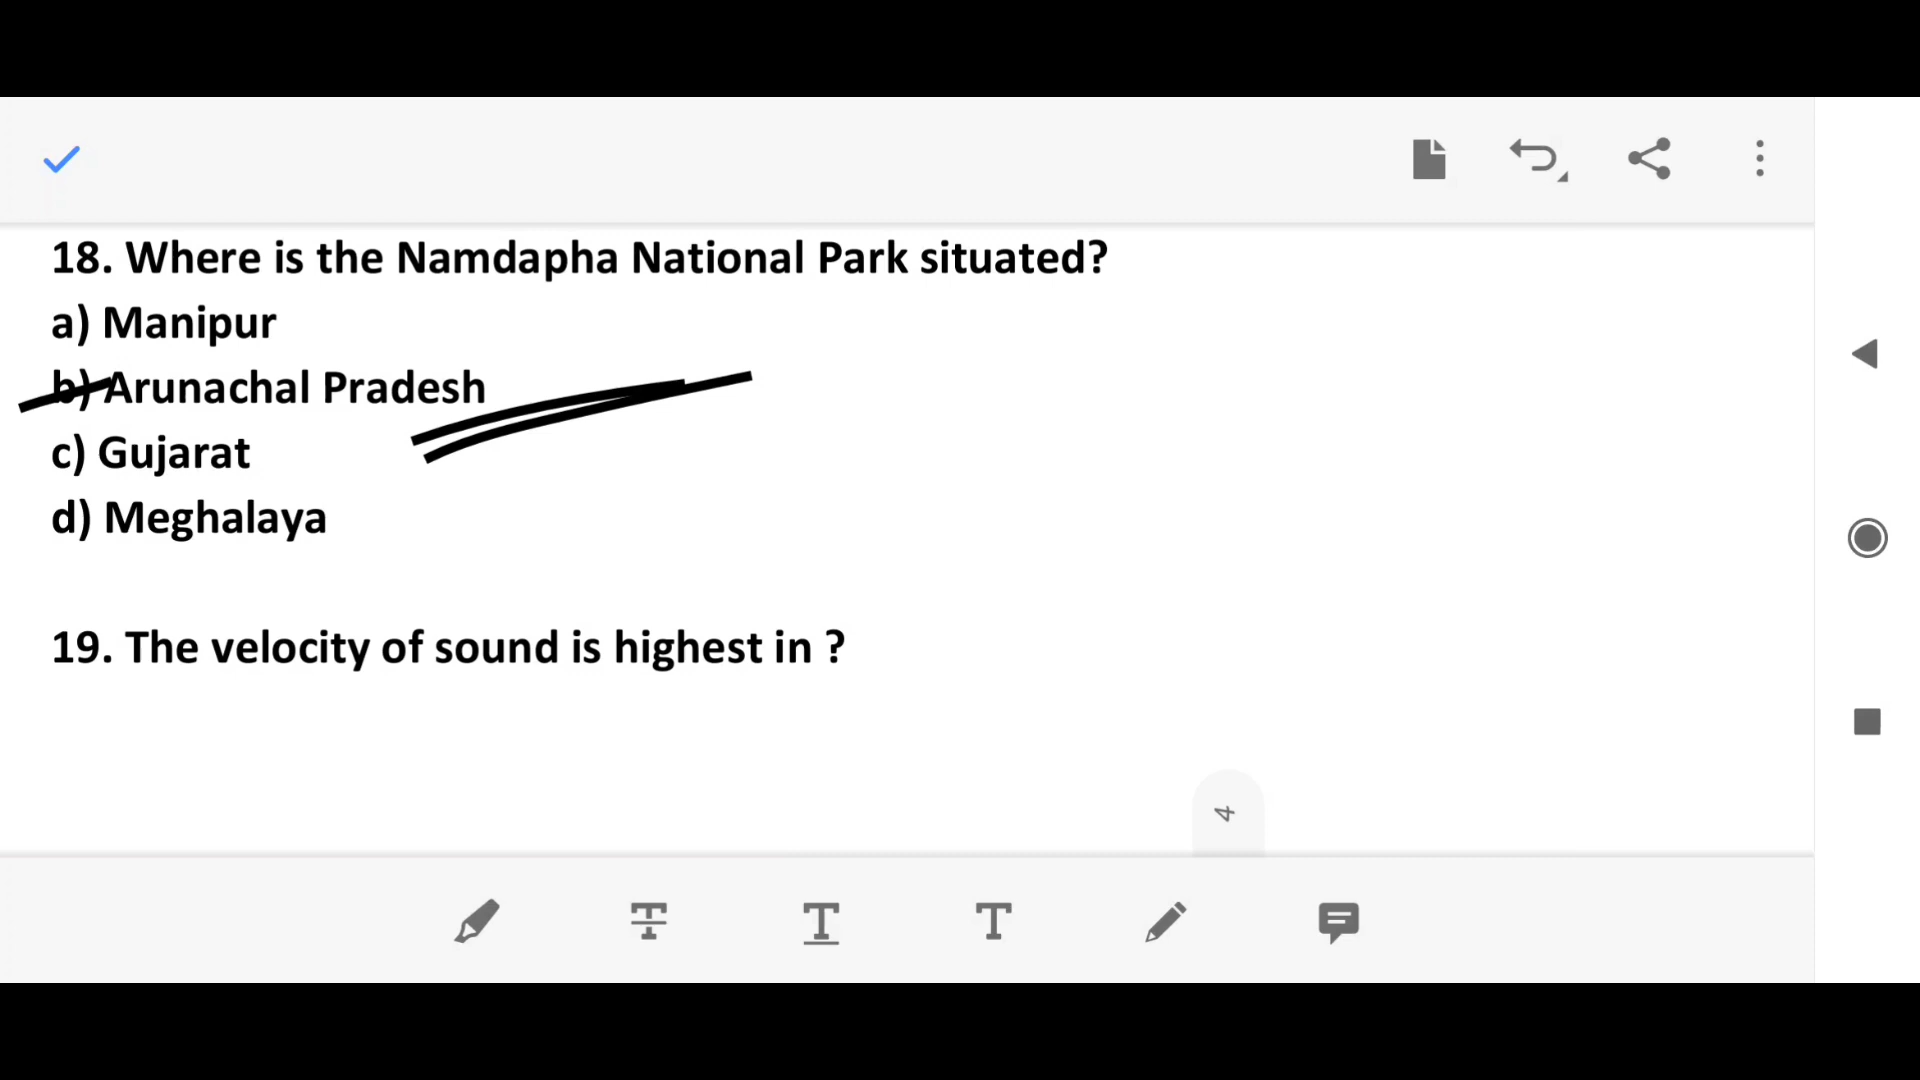 18. Where is the Namdapha National Park situated?
a) Manipur
b) Arunachal Pradesh
c) Gujarat
d) Meghalaya
19. The velocity of sound is highest in ?
4